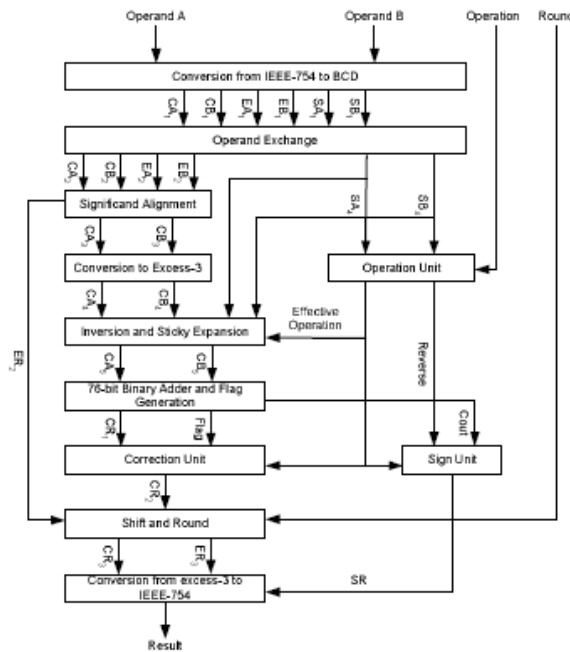 Operand A
Operand B
Operation
Round
Conversion from IEEE-754 to BCD
CA1
CB1
EA1
EB1
SA1
SB1
Operand Exchange
CA2
CB2
EA2
EB2
SA4
Significand Alignment
CA3
CB3
Conversion to Excess-3
Operation Unit
CA4
CB4
Effective
Operation
Inversion and Sticky Expansion
ER2
CA5
CB5
Reverse
76-bit Binary Adder and Flag
Generation
CR1
Flag
Cout
Correction Unit
Sign Unit
CR2
Shift and Round
CR3
ER3
SR
Conversion from excess-3 to
IEEE-754
Result